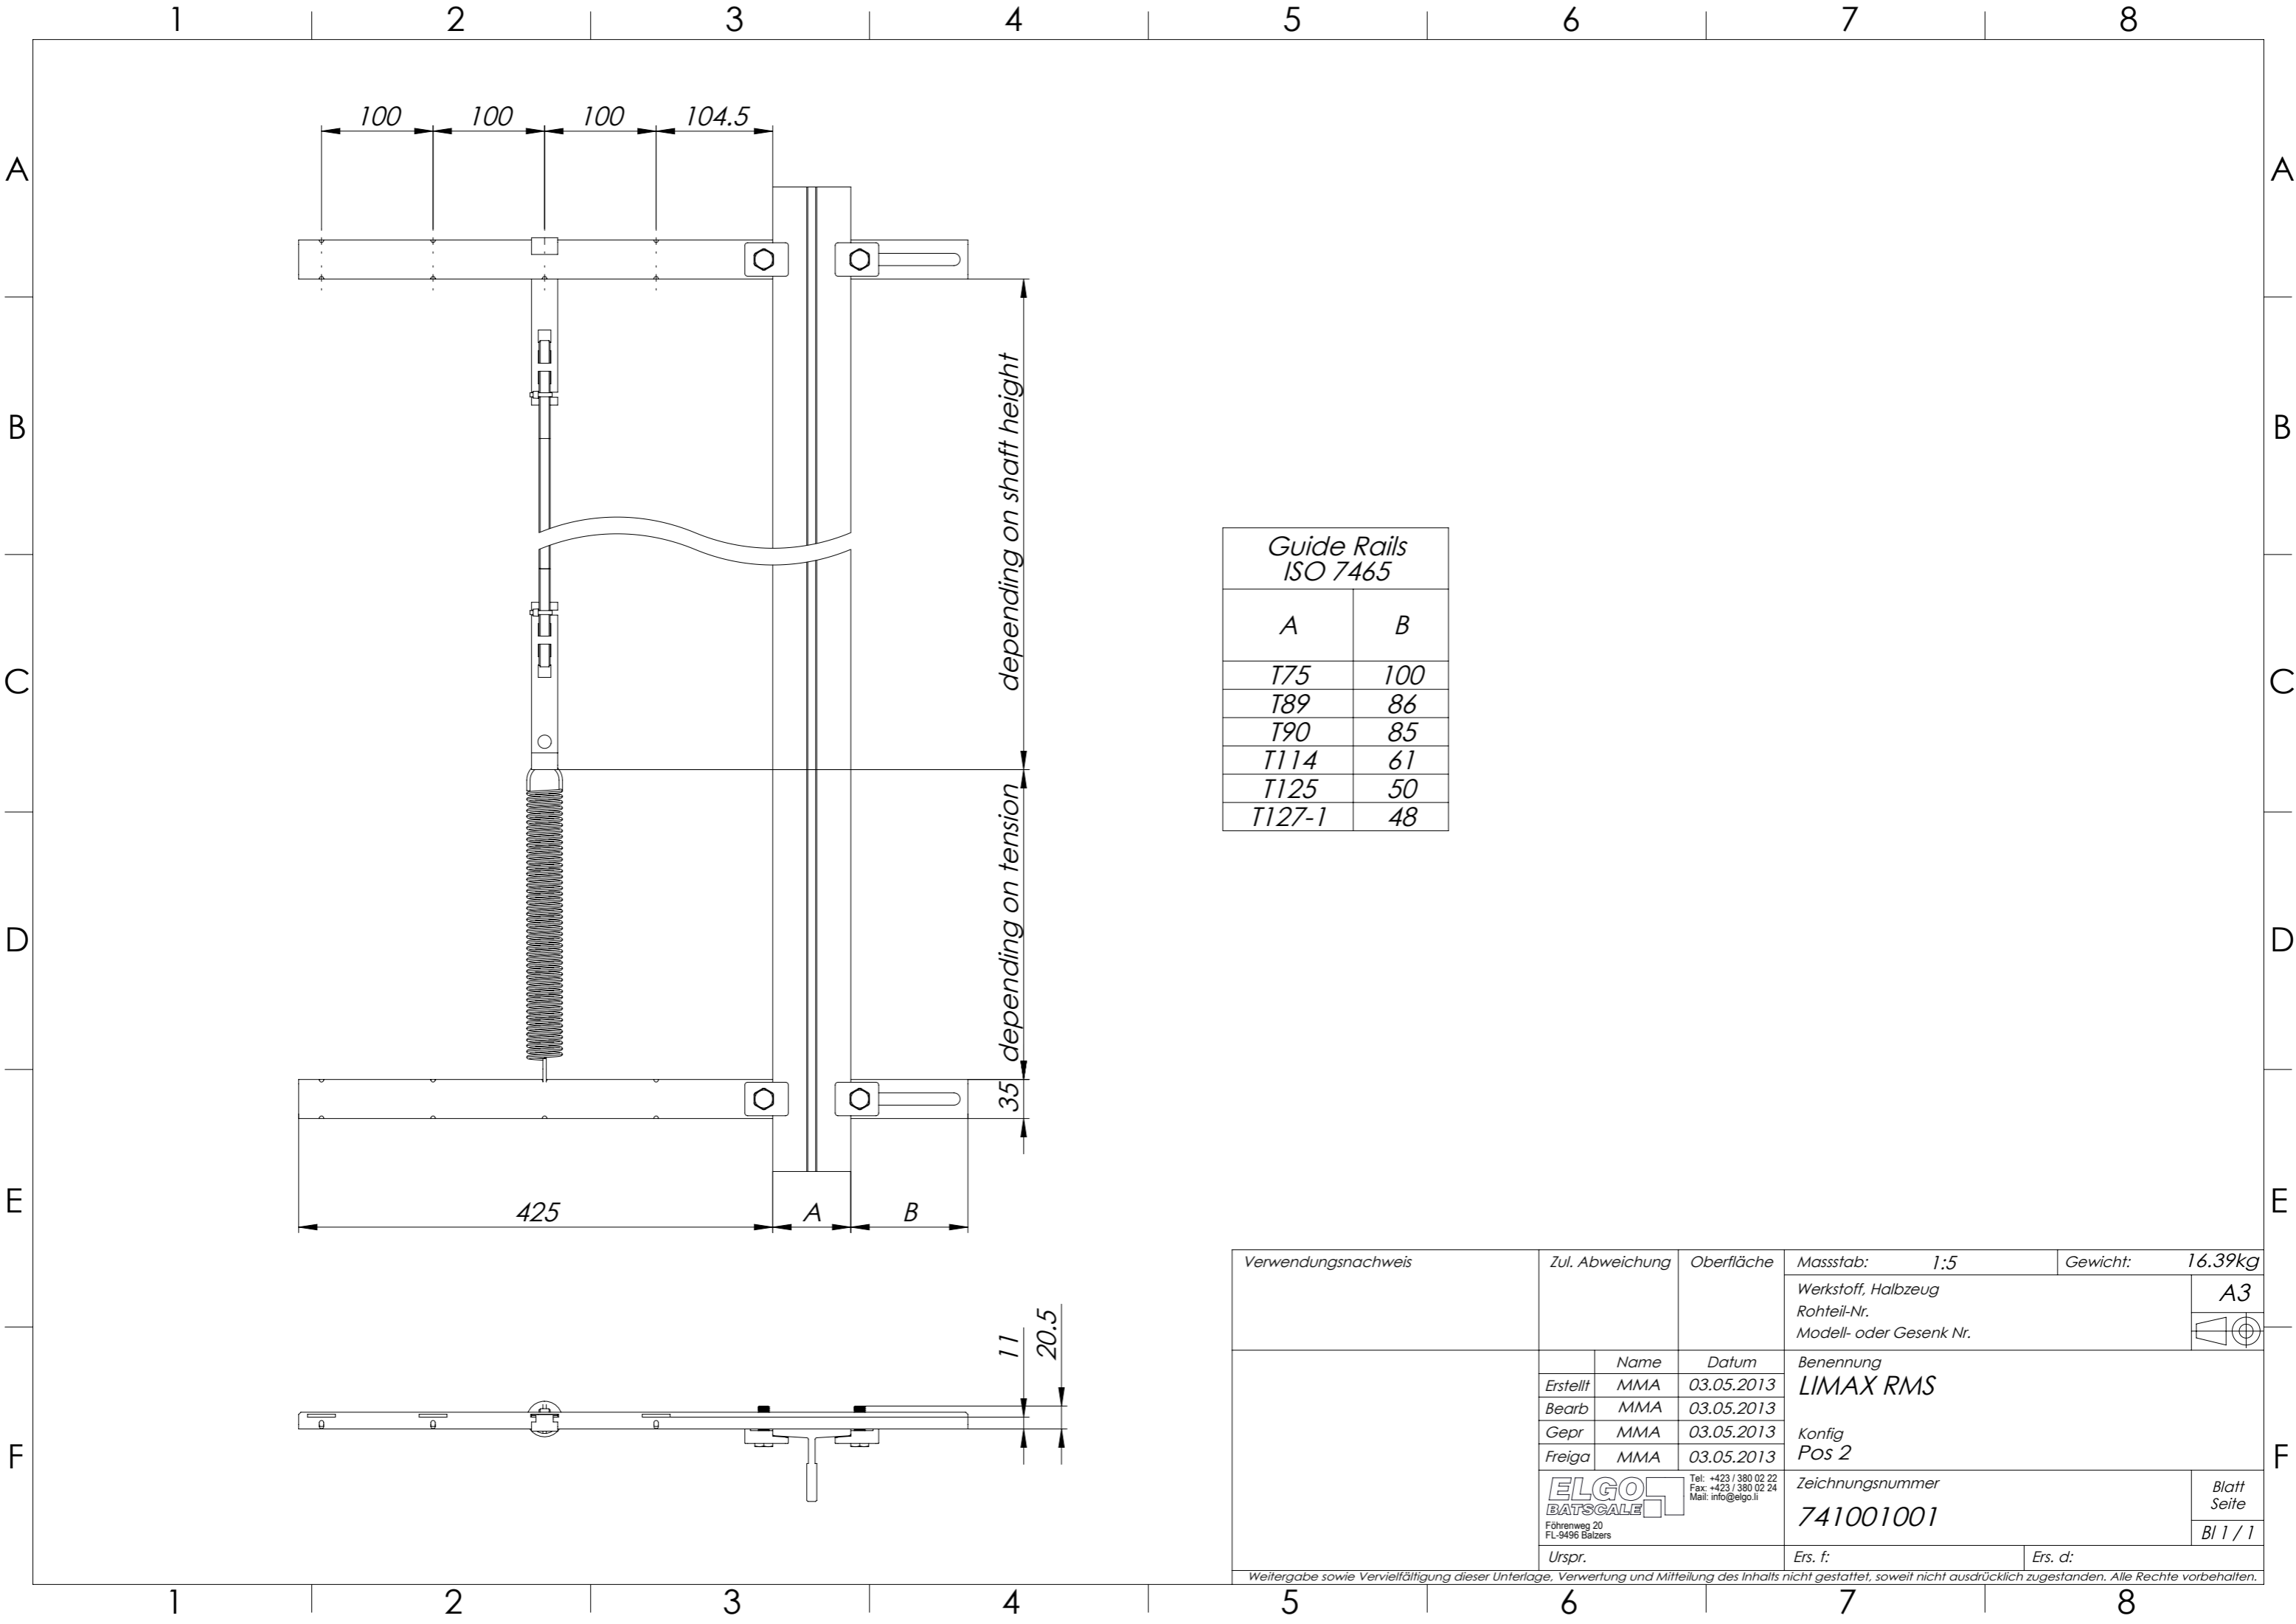 1 2 3 4 5 6 7 8
A A
B B
C C
D D
E E
F F
100 100 100 104.5
depending on shaft height
depending on tension
35
425 A B
11
20.5
Guide Rails
ISO 7465
A B
T75 100
T89 86
T90 85
T114 61
T125 50
T127-1 48
Verwendungsnachweis
Zul. Abweichung
Oberfläche
Massstab: 1:5
Gewicht: 16.39kg
Werkstoff, Halbzeug
Rohteil-Nr.
Modell- oder Gesenk Nr.
A3
Name Datum
Erstellt MMA 03.05.2013
Bearb MMA 03.05.2013
Gepr MMA 03.05.2013
Freiga MMA 03.05.2013
Benennung
LIMAX RMS
Konfig
Pos 2
ELGO
BATSCALE
Föhrenweg 20
FL-9496 Balzers
Tel: +423 / 380 02 22
Fax: +423 / 380 02 24
Mail: info@elgo.li
Zeichnungsnummer
741001001
Blatt
Seite
Bl 1 / 1
Urspr.
Ers. f:
Ers. d:
Weitergabe sowie Vervielfältigung dieser Unterlage, Verwertung und Mitteilung des Inhalts nicht gestattet, soweit nicht ausdrücklich zugestanden. Alle Rechte vorbehalten.
1 2 3 4 5 6 7 8